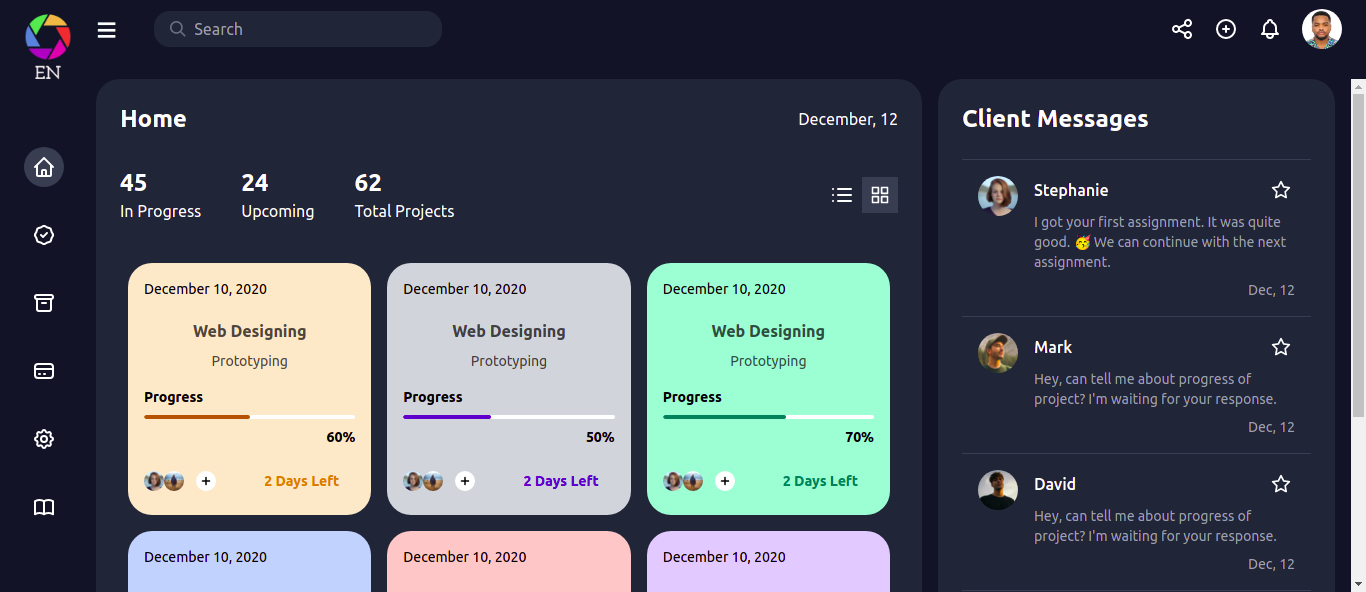 EN
Search
Home
December, 12
45
In Progress
24
Upcoming
62
Total Projects
December 10, 2020
Web Designing
Prototyping
Progress
60%
2 Days Left
December 10, 2020
Web Designing
Prototyping
Progress
50%
2 Days Left
December 10, 2020
Web Designing
Prototyping
Progress
70%
2 Days Left
December 10, 2020
December 10, 2020
December 10, 2020
Client Messages
Stephanie
I got your first assignment. It was quite
good. 🥳 We can continue with the next
assignment.
Dec, 12
Mark
Hey, can tell me about progress of
project? I'm waiting for your response.
Dec, 12
David
Hey, can tell me about progress of
project? I'm waiting for your response.
Dec, 12